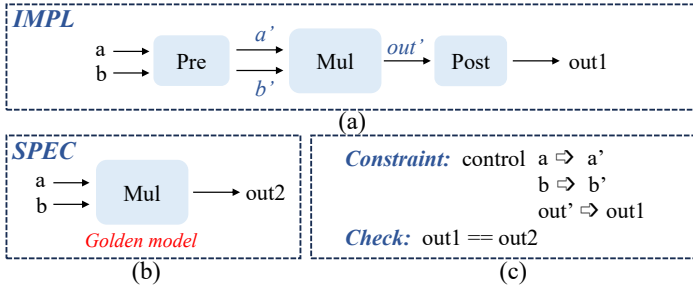 IMPL
a
b
Pre
a’
b’
Mul
out’
Post
out1
(a)
SPEC
a
b
Mul
out2
Golden model
(b)
Constraint: control a ⇨ a’
b ⇨ b’
out’ ⇨ out1
Check: out1 == out2
(c)